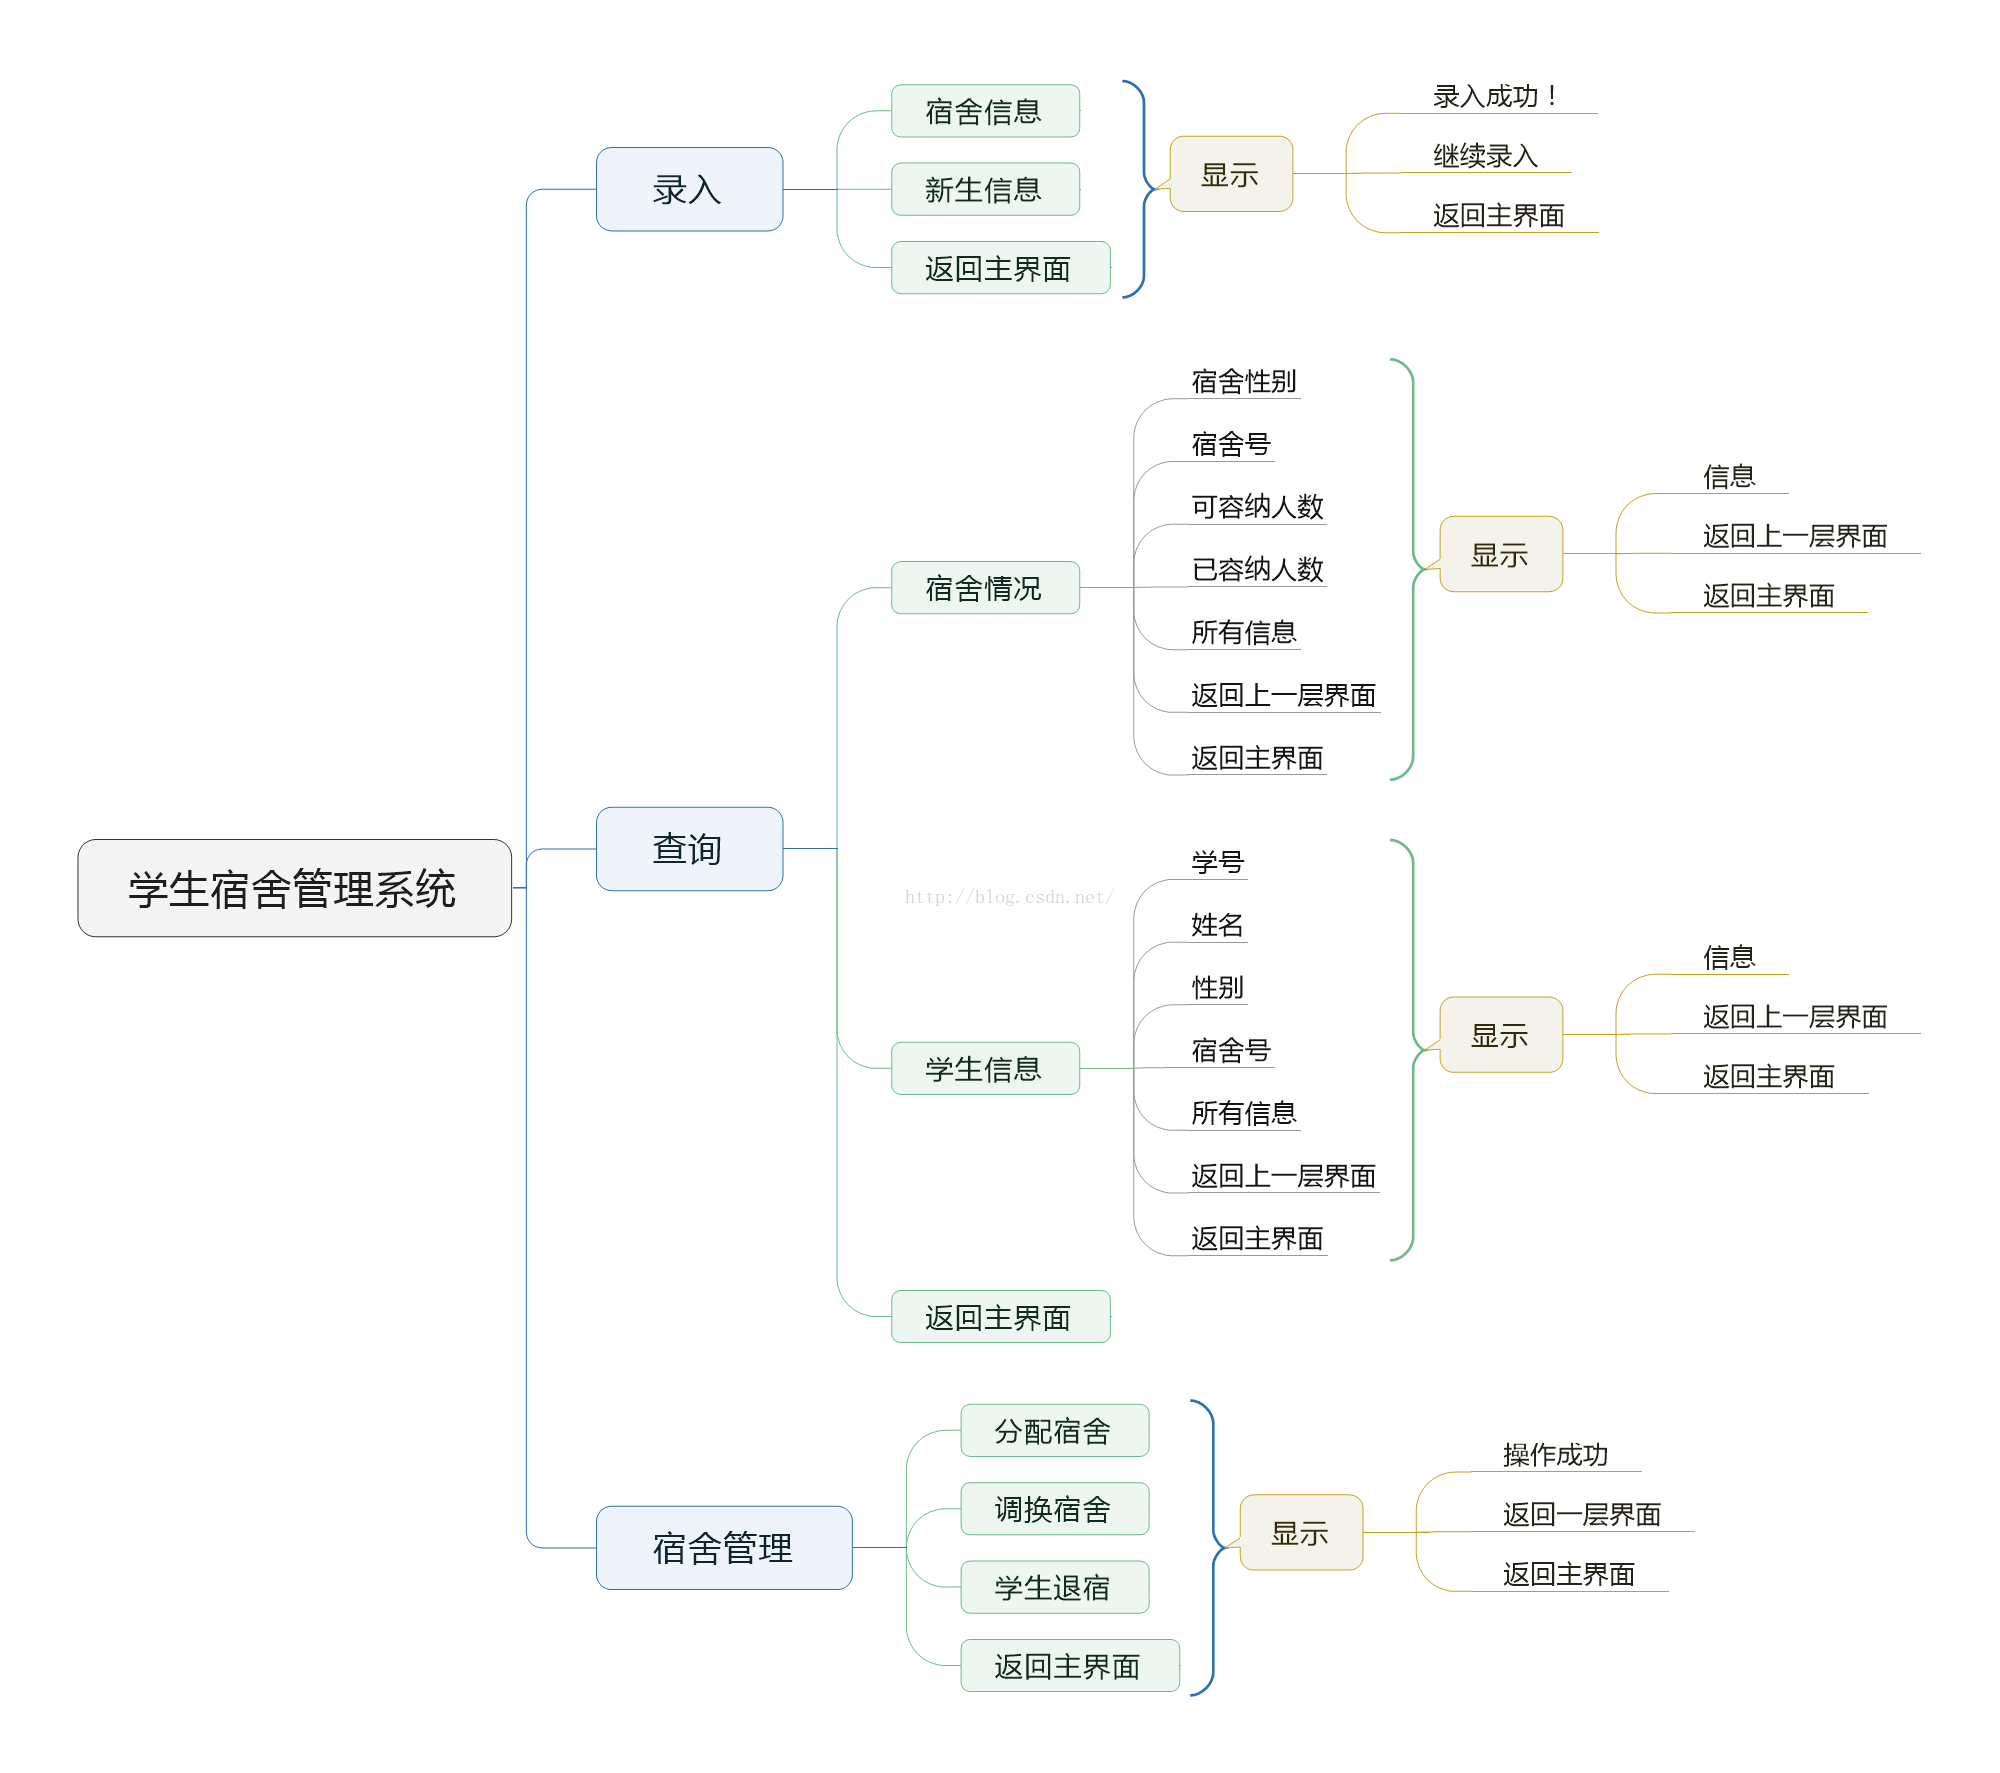 学生宿舍管理系统
录入
宿舍信息
新生信息
返回主界面
显示
录入成功！
继续录入
返回主界面
查询
宿舍情况
宿舍性别
宿舍号
可容纳人数
已容纳人数
所有信息
返回上一层界面
返回主界面
显示
信息
返回上一层界面
返回主界面
http://blog.csdn.net/
学生信息
学号
姓名
性别
宿舍号
所有信息
返回上一层界面
返回主界面
显示
信息
返回上一层界面
返回主界面
返回主界面
宿舍管理
分配宿舍
调换宿舍
学生退宿
返回主界面
显示
操作成功
返回一层界面
返回主界面